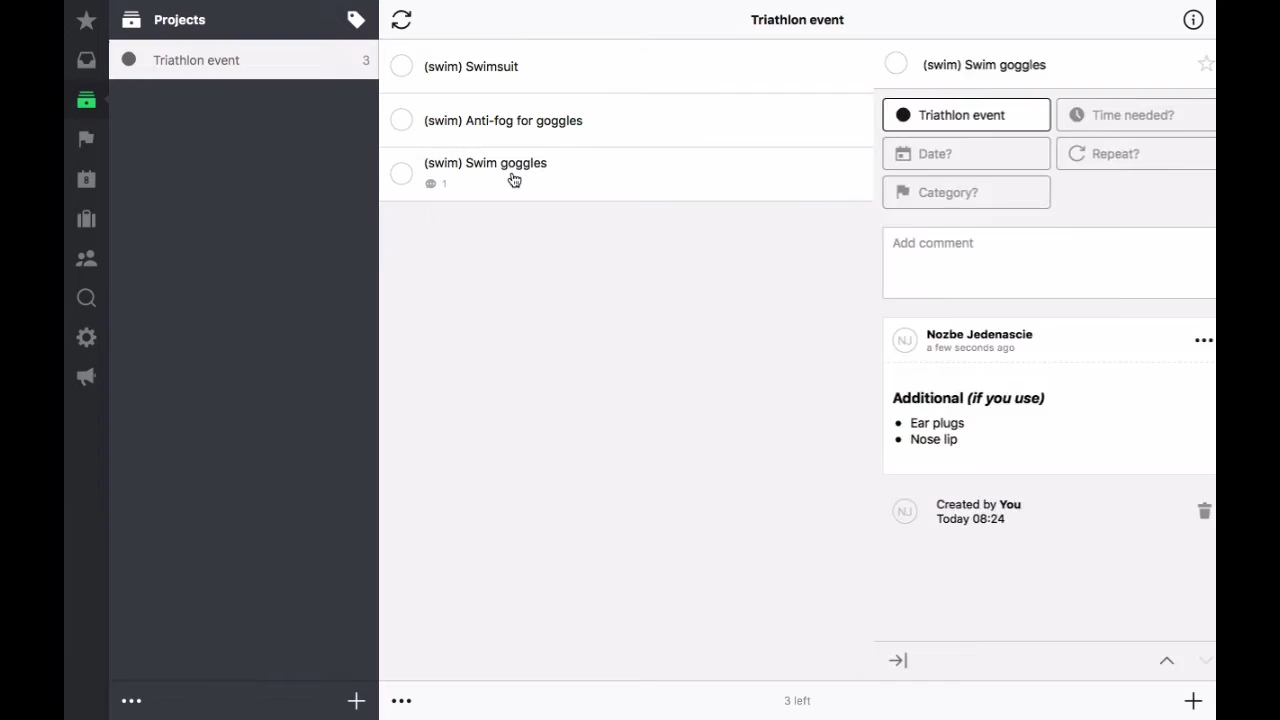 Projects
Triathlon event
3
8
Triathlon event
(swim) Swimsuit
(swim) Anti-fog for goggles
(swim) Swim goggles
1
3 left
(swim) Swim goggles
Triathlon event
Time needed?
Date?
Repeat?
Category?
Add comment
NJ
Nozbe Jedenascie
a few seconds ago
Additional (if you use)
• Ear plugs
• Nose lip
NJ
Created by You
Today 08:24